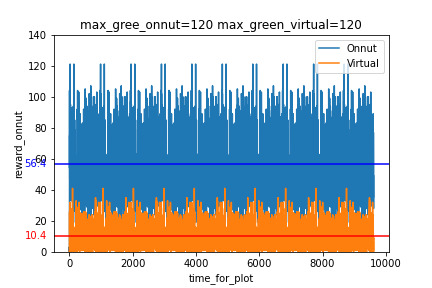 max_gree_onnut=120 max_green_virtual=120
Onnut
Virtual
reward_onnut
140
120
100
80
60
56.4
40
20
10.4
0
0 2000 4000 6000 8000 10000
time_for_plot